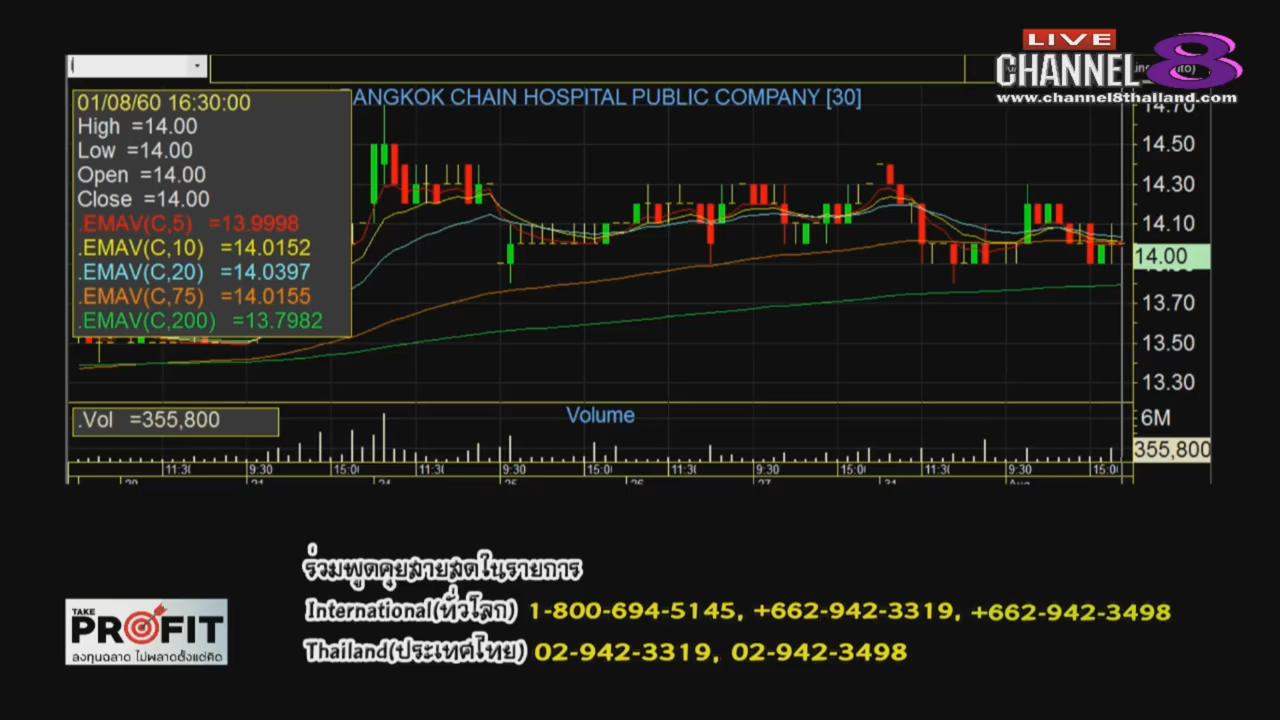 LIVE
CHANNEL 8
www.channel8thailand.com
ANGKOK CHAIN HOSPITAL PUBLIC COMPANY [30]
01/08/60 16:30:00
High =14.00
Low =14.00
Open =14.00
Close =14.00
.EMAV(C,5) =13.9998
.EMAV(C,10) =14.0152
.EMAV(C,20) =14.0397
.EMAV(C,75) =14.0155
.EMAV(C,200) =13.7982
14.70
14.50
14.30
14.10
14.00
13.70
13.50
13.30
.Vol =355,800
Volume
6M
355,800
11:30 9:30 15:00 11:30 9:30 15:00 11:30 9:30 15:00 11:30 9:30 15:00
ร่วมพูดคุยสายสดในรายการ
International(ทั่วโลก) 1-800-694-5145, +662-942-3319, +662-942-3498
Thailand(ประเทศไทย) 02-942-3319, 02-942-3498
TAKE
PROFIT
ลงทุนฉลาด ไม่พลาดตั้งแต่คิด